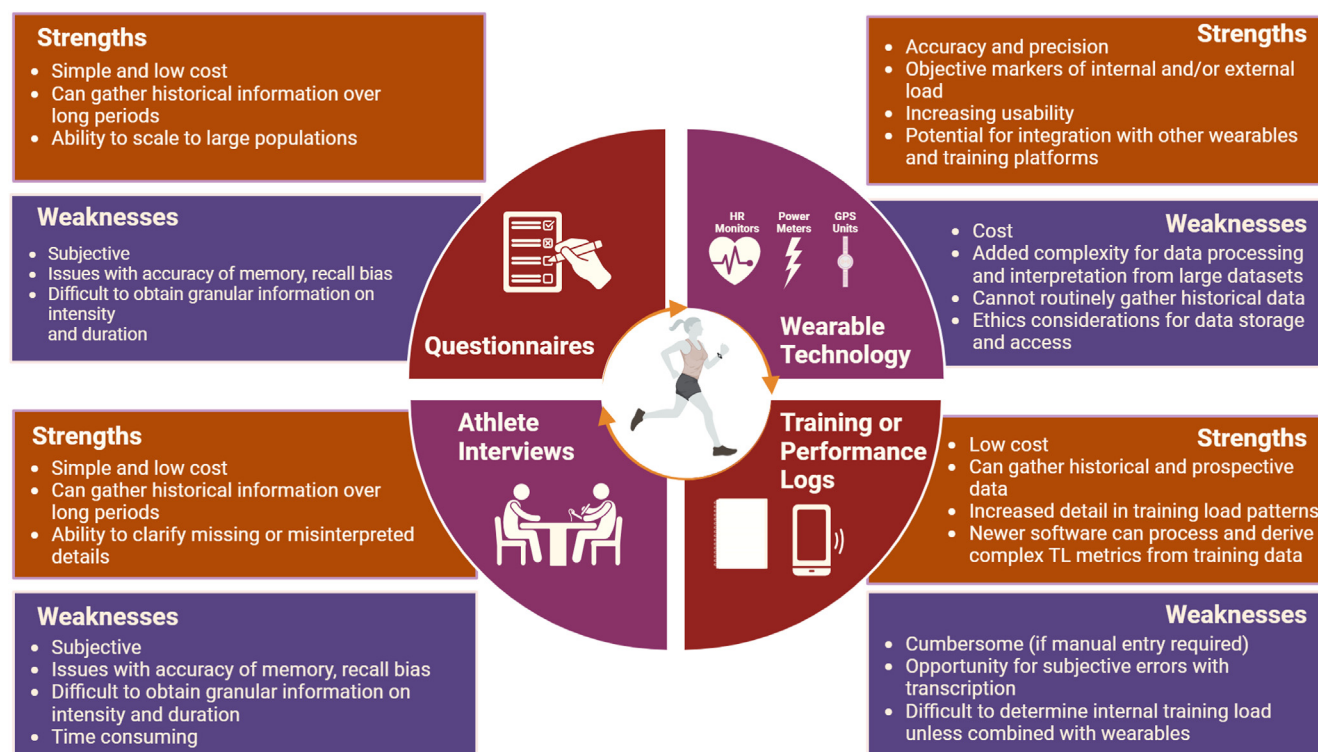 Strengths
• Simple and low cost
• Can gather historical information over
long periods
• Ability to scale to large populations
Weaknesses
• Subjective
• Issues with accuracy of memory, recall bias
• Difficult to obtain granular information on
intensity
and duration
Questionnaires
Strengths
• Accuracy and precision
• Objective markers of internal and/or external
load
• Increasing usability
• Potential for integration with other wearables
and training platforms
Weaknesses
• Cost
• Added complexity for data processing
and interpretation from large datasets
• Cannot routinely gather historical data
• Ethics considerations for data storage
and access
HR
Monitors
Power
Meters
GPS
Units
Wearable
Technology
Strengths
• Simple and low cost
• Can gather historical information over
long periods
• Ability to clarify missing or misinterpreted
details
Weaknesses
• Subjective
• Issues with accuracy of memory, recall bias
• Difficult to obtain granular information on
intensity and duration
• Time consuming
Athlete
Interviews
Training or
Performance
Logs
Strengths
• Low cost
• Can gather historical and prospective
data
• Increased detail in training load patterns
• Newer software can process and derive
complex TL metrics from training data
Weaknesses
• Cumbersome (if manual entry required)
• Opportunity for subjective errors with
transcription
• Difficult to determine internal training load
unless combined with wearables